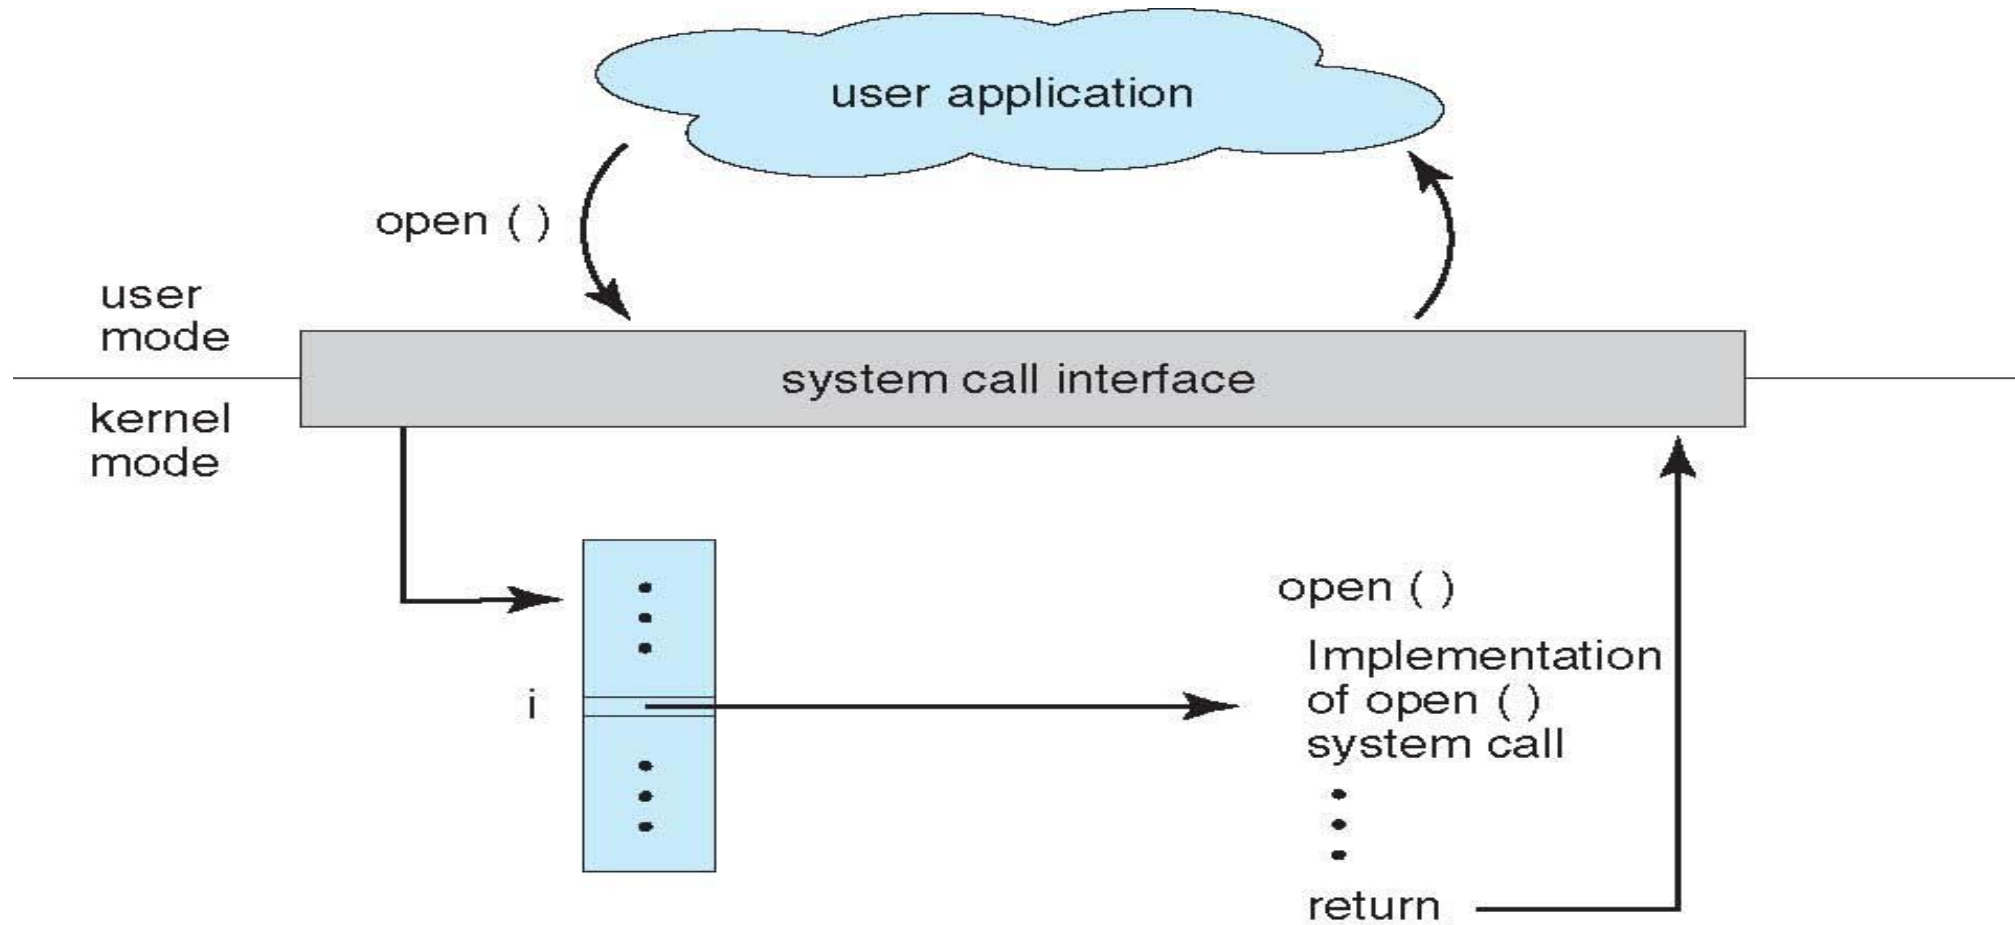 user application
open ( )
user
mode
system call interface
kernel
mode
open ( )
Implementation
of open ( )
system call
i
return